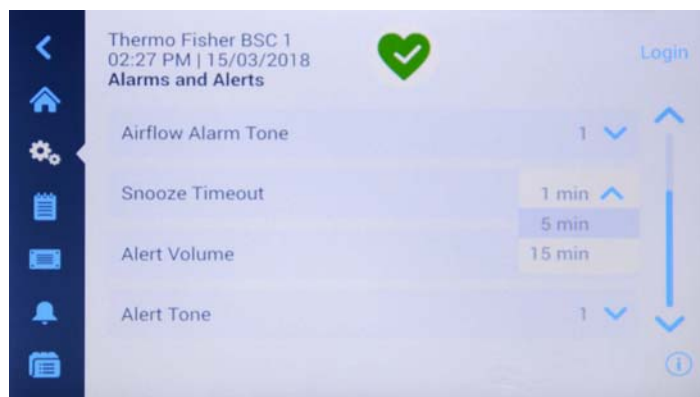 Thermo Fisher BSC 1
02:27 PM | 15/03/2018
Login
Alarms and Alerts
Airflow Alarm Tone 1
Snooze Timeout 1 min
5 min
Alert Volume 15 min
Alert Tone 1
i